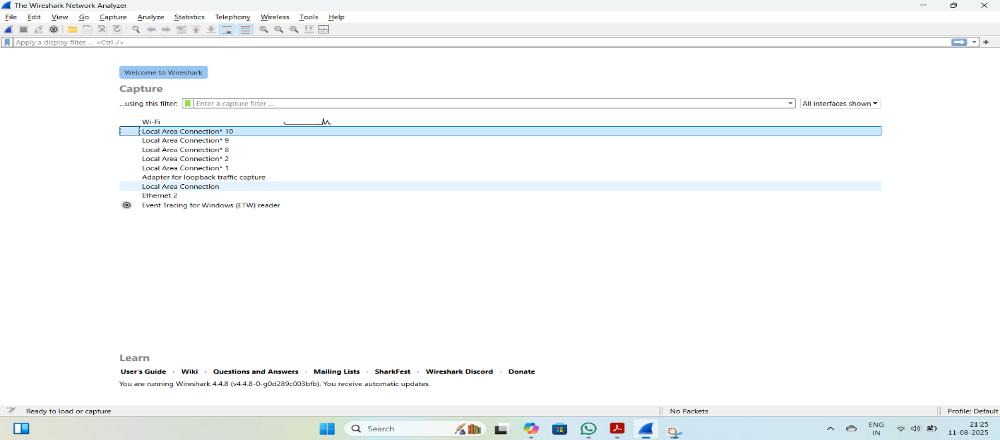 The Wireshark Network Analyzer
File Edit View Go Capture Analyze Statistics Telephony Wireless Tools Help
Apply a display filter ... <Ctrl-/>
+
Welcome to Wireshark
Capture
...using this filter: Enter a capture filter ... All interfaces shown
Wi-Fi
Local Area Connection* 10
Local Area Connection* 9
Local Area Connection* 8
Local Area Connection* 2
Local Area Connection* 1
Adapter for loopback traffic capture
Local Area Connection
Ethernet 2
Event Tracing for Windows (ETW) reader
Learn
User's Guide · Wiki · Questions and Answers · Mailing Lists · SharkFest · Wireshark Discord · Donate
You are running Wireshark 4.4.8 (v4.4.8-0-g0d289c003bfb). You receive automatic updates.
Ready to load or capture No Packets Profile: Default
Search
ENG
IN
21:25
11-08-2025